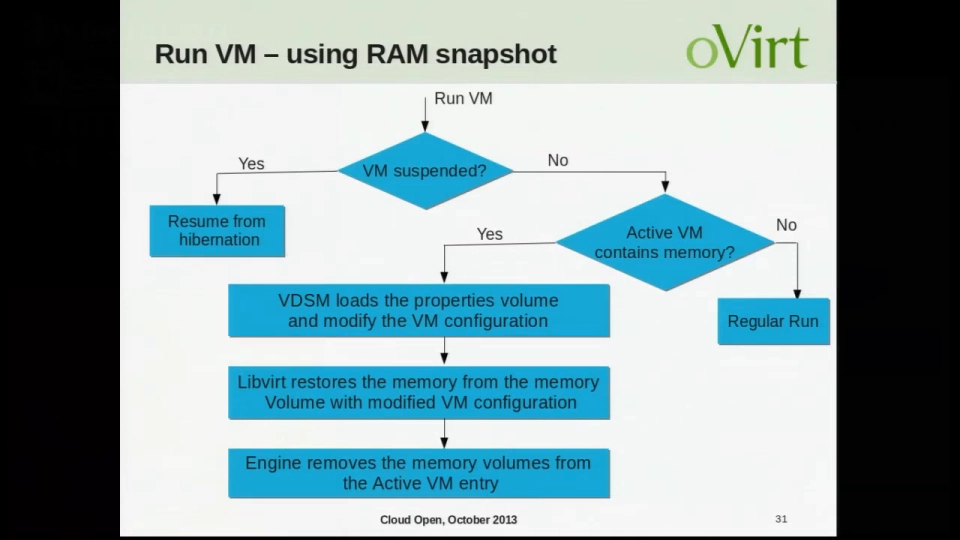 Run VM – using RAM snapshot
oVirt
Run VM
VM suspended?
Yes
No
Resume from
hibernation
Active VM
contains memory?
Yes
No
VDSM loads the properties volume
and modify the VM configuration
Regular Run
Libvirt restores the memory from the memory
Volume with modified VM configuration
Engine removes the memory volumes from
the Active VM entry
Cloud Open, October 2013
31